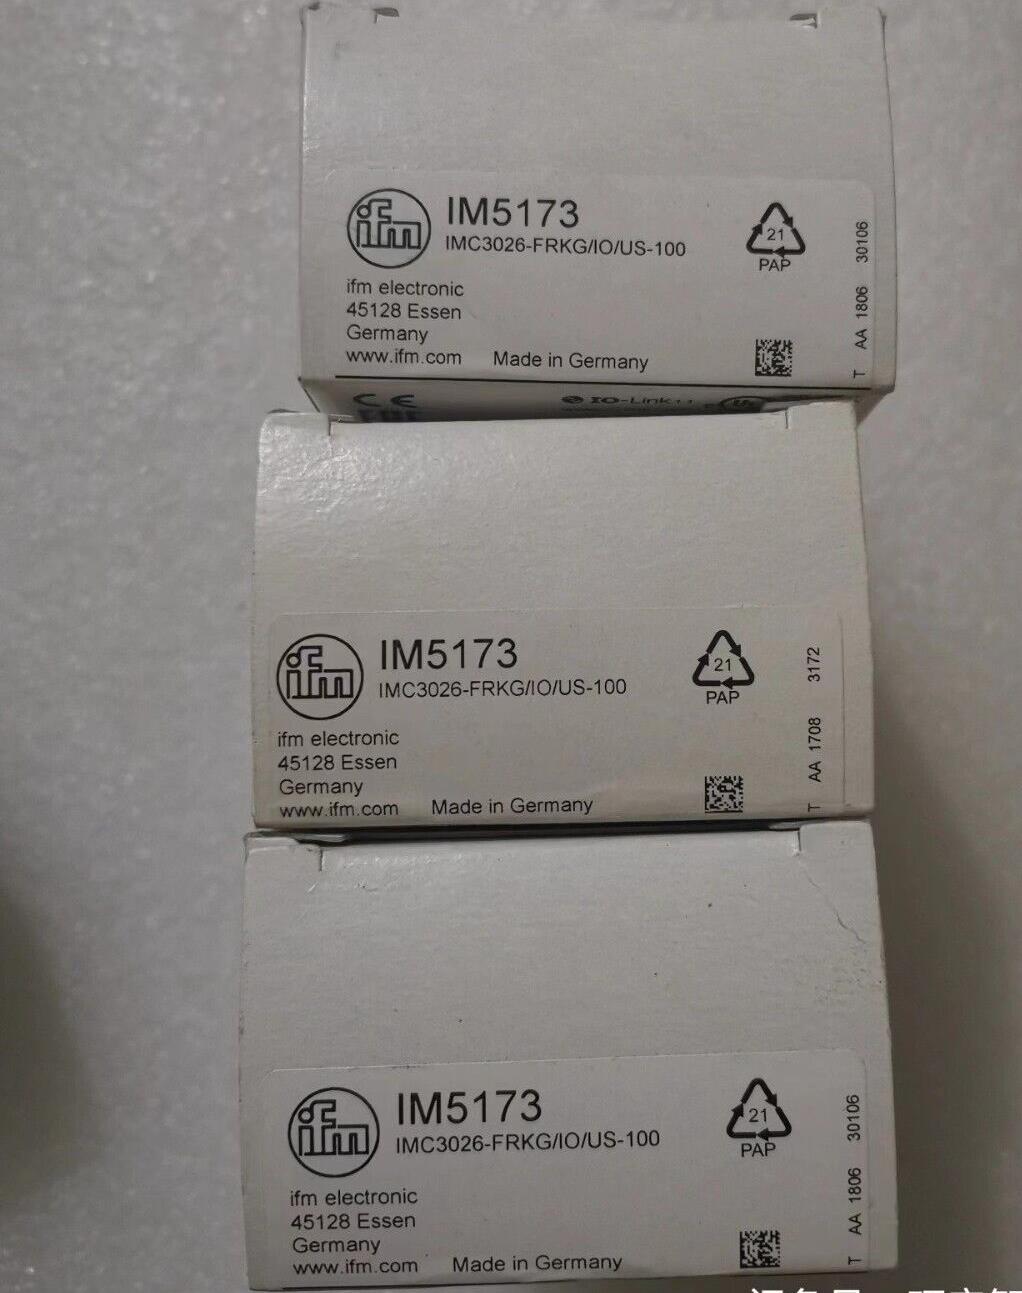 ifm
IM5173
IMC3026-FRKG/IO/US-100
21
PAP
ifm electronic
45128 Essen
Germany
www.ifm.com Made in Germany
T AA 1806 30106
CE
EAC
IO-Link 1.1
ifm
IM5173
IMC3026-FRKG/IO/US-100
21
PAP
ifm electronic
45128 Essen
Germany
www.ifm.com Made in Germany
T AA 1708 3172
ifm
IM5173
IMC3026-FRKG/IO/US-100
21
PAP
ifm electronic
45128 Essen
Germany
www.ifm.com Made in Germany
T AA 1806 30106